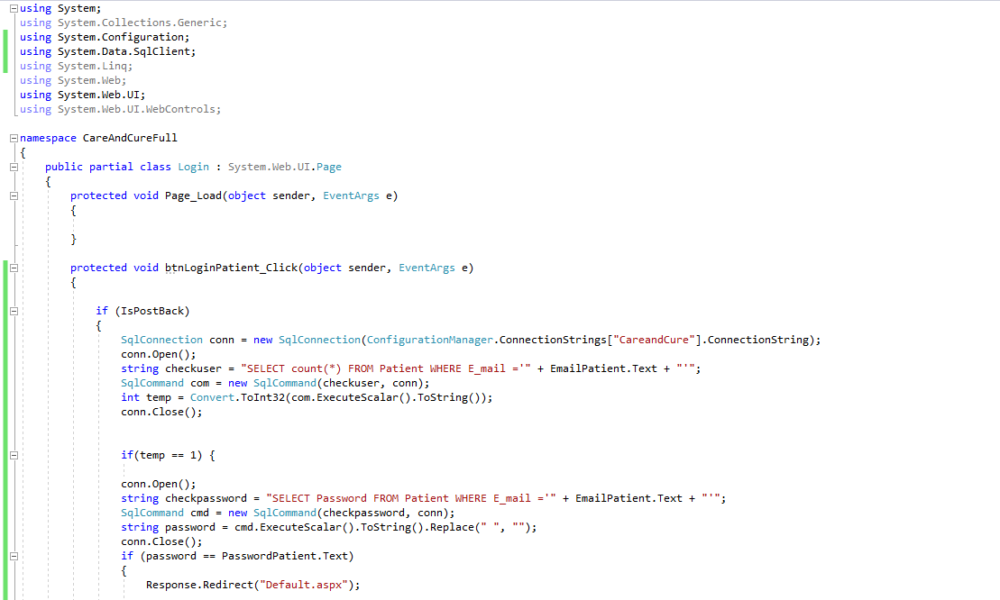 using System;
using System.Collections.Generic;
using System.Configuration;
using System.Data.SqlClient;
using System.Linq;
using System.Web;
using System.Web.UI;
using System.Web.UI.WebControls;
namespace CareAndCureFull
{
public partial class Login : System.Web.UI.Page
{
protected void Page_Load(object sender, EventArgs e)
{
}
protected void btnLoginPatient_Click(object sender, EventArgs e)
{
if (IsPostBack)
{
SqlConnection conn = new SqlConnection(ConfigurationManager.ConnectionStrings["CareandCure"].ConnectionString);
conn.Open();
string checkuser = "SELECT count(*) FROM Patient WHERE E_mail ='" + EmailPatient.Text + "'";
SqlCommand com = new SqlCommand(checkuser, conn);
int temp = Convert.ToInt32(com.ExecuteScalar().ToString());
conn.Close();
if(temp == 1) {
conn.Open();
string checkpassword = "SELECT Password FROM Patient WHERE E_mail ='" + EmailPatient.Text + "'";
SqlCommand cmd = new SqlCommand(checkpassword, conn);
string password = cmd.ExecuteScalar().ToString().Replace(" ", "");
conn.Close();
if (password == PasswordPatient.Text)
{
Response.Redirect("Default.aspx");